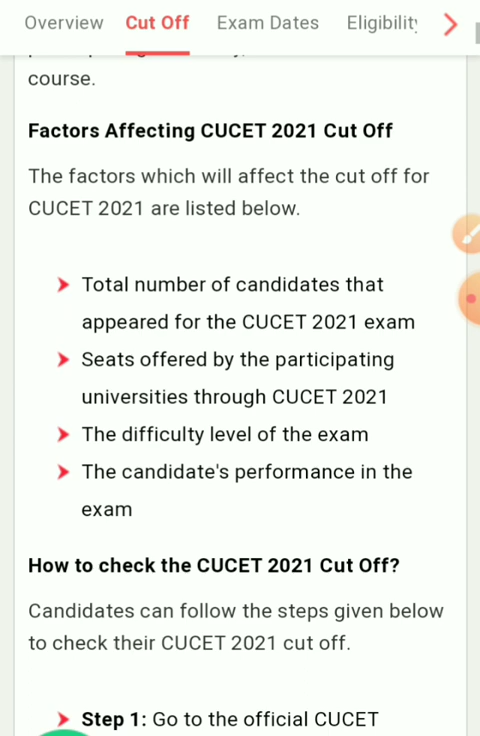 Overview Cut Off Exam Dates Eligibility
course.
Factors Affecting CUCET 2021 Cut Off
The factors which will affect the cut off for
CUCET 2021 are listed below.
Total number of candidates that
appeared for the CUCET 2021 exam
Seats offered by the participating
universities through CUCET 2021
The difficulty level of the exam
The candidate's performance in the
exam
How to check the CUCET 2021 Cut Off?
Candidates can follow the steps given below
to check their CUCET 2021 cut off.
Step 1: Go to the official CUCET